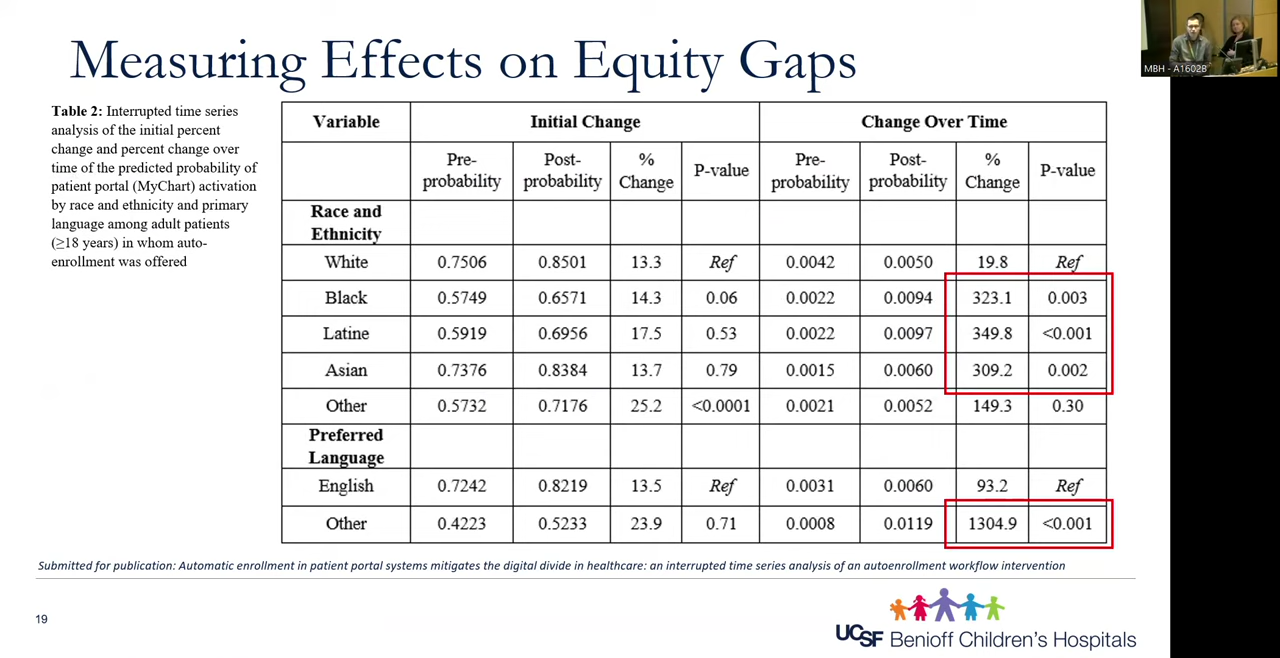 Measuring Effects on Equity Gaps
MBH - A1602B
Table 2: Interrupted time series
analysis of the initial percent
change and percent change over
time of the predicted probability of
patient portal (MyChart) activation
by race and ethnicity and primary
language among adult patients
(≥18 years) in whom auto-
enrollment was offered
Variable Initial Change Change Over Time
Pre-probability Post-probability % Change P-value Pre-probability Post-probability % Change P-value
Race and
Ethnicity
White 0.7506 0.8501 13.3 Ref 0.0042 0.0050 19.8 Ref
Black 0.5749 0.6571 14.3 0.06 0.0022 0.0094 323.1 0.003
Latine 0.5919 0.6956 17.5 0.53 0.0022 0.0097 349.8 <0.001
Asian 0.7376 0.8384 13.7 0.79 0.0015 0.0060 309.2 0.002
Other 0.5732 0.7176 25.2 <0.0001 0.0021 0.0052 149.3 0.30
Preferred
Language
English 0.7242 0.8219 13.5 Ref 0.0031 0.0060 93.2 Ref
Other 0.4223 0.5233 23.9 0.71 0.0008 0.0119 1304.9 <0.001
Submitted for publication: Automatic enrollment in patient portal systems mitigates the digital divide in healthcare: an interrupted time series analysis of an autoenrollment workflow intervention
19
UCSF Benioff Children's Hospitals